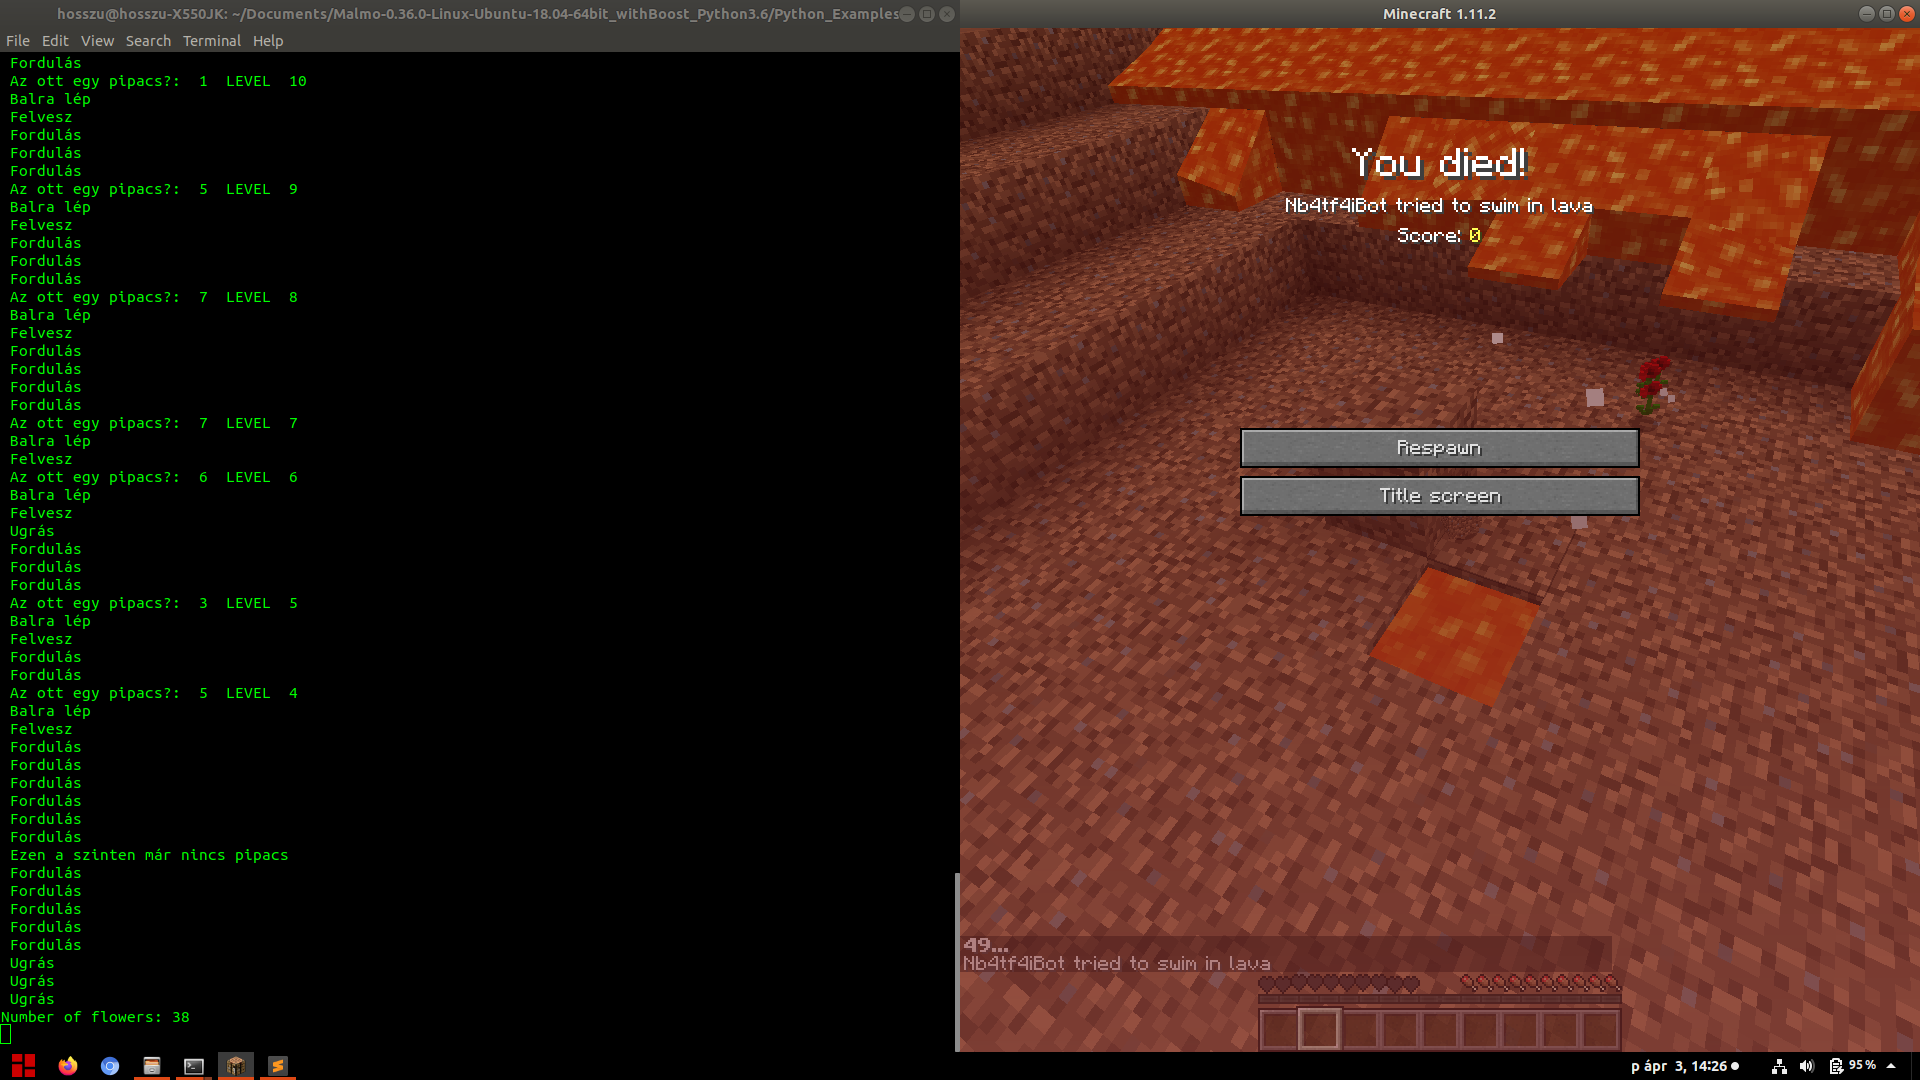 hosszu@hosszu-X550JK: ~/Documents/Malmo-0.36.0-Linux-Ubuntu-18.04-64bit_withBoost_Python3.6/Python_Examples
File Edit View Search Terminal Help
Fordulás
Az ott egy pipacs?: 1 LEVEL 10
Balra lép
Felvesz
Fordulás
Fordulás
Fordulás
Az ott egy pipacs?: 5 LEVEL 9
Balra lép
Felvesz
Fordulás
Fordulás
Fordulás
Az ott egy pipacs?: 7 LEVEL 8
Balra lép
Felvesz
Fordulás
Fordulás
Fordulás
Fordulás
Az ott egy pipacs?: 7 LEVEL 7
Balra lép
Felvesz
Az ott egy pipacs?: 6 LEVEL 6
Balra lép
Felvesz
Ugrás
Fordulás
Fordulás
Fordulás
Az ott egy pipacs?: 3 LEVEL 5
Balra lép
Felvesz
Fordulás
Fordulás
Az ott egy pipacs?: 5 LEVEL 4
Balra lép
Felvesz
Fordulás
Fordulás
Fordulás
Fordulás
Fordulás
Fordulás
Ezen a szinten már nincs pipacs
Fordulás
Fordulás
Fordulás
Fordulás
Fordulás
Ugrás
Ugrás
Ugrás
Number of flowers: 38
Minecraft 1.11.2
You died!
Nb4tf4iBot tried to swim in lava
Score: 0
Respawn
Title screen
49...
Nb4tf4iBot tried to swim in lava
p ápr 3, 14:26
95%